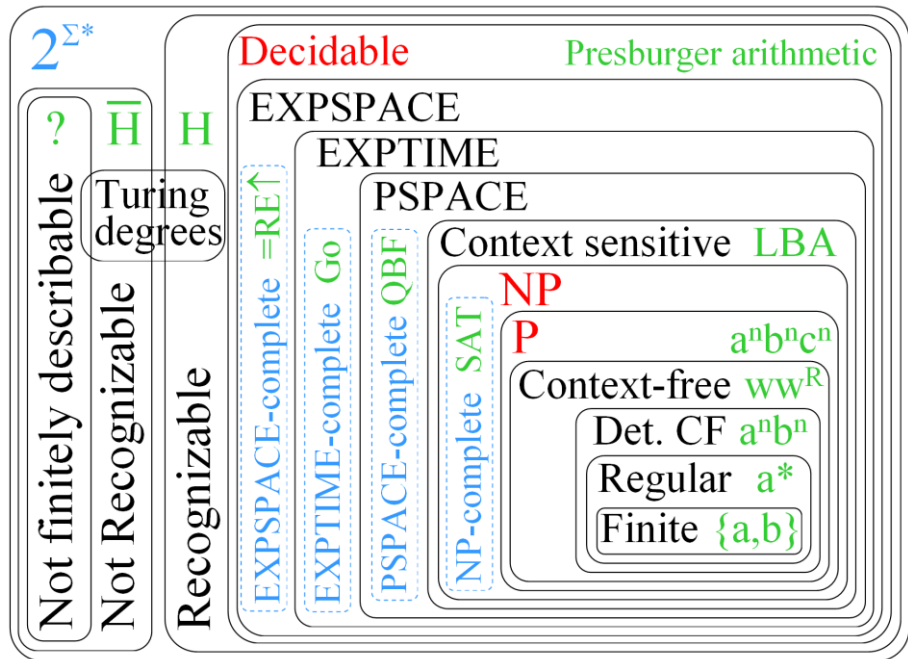 2^Σ*
Decidable Presburger arithmetic
? H̅ H EXPSPACE
EXPTIME
Turing
degrees
PSPACE
Context sensitive LBA
NP
P aⁿbⁿcⁿ
Context-free ww^R
Det. CF aⁿbⁿ
Regular a*
Finite {a,b}
Not finitely describable
Not Recognizable
Recognizable
EXPSPACE-complete =RE↑
EXPTIME-complete Go
PSPACE-complete QBF
NP-complete SAT